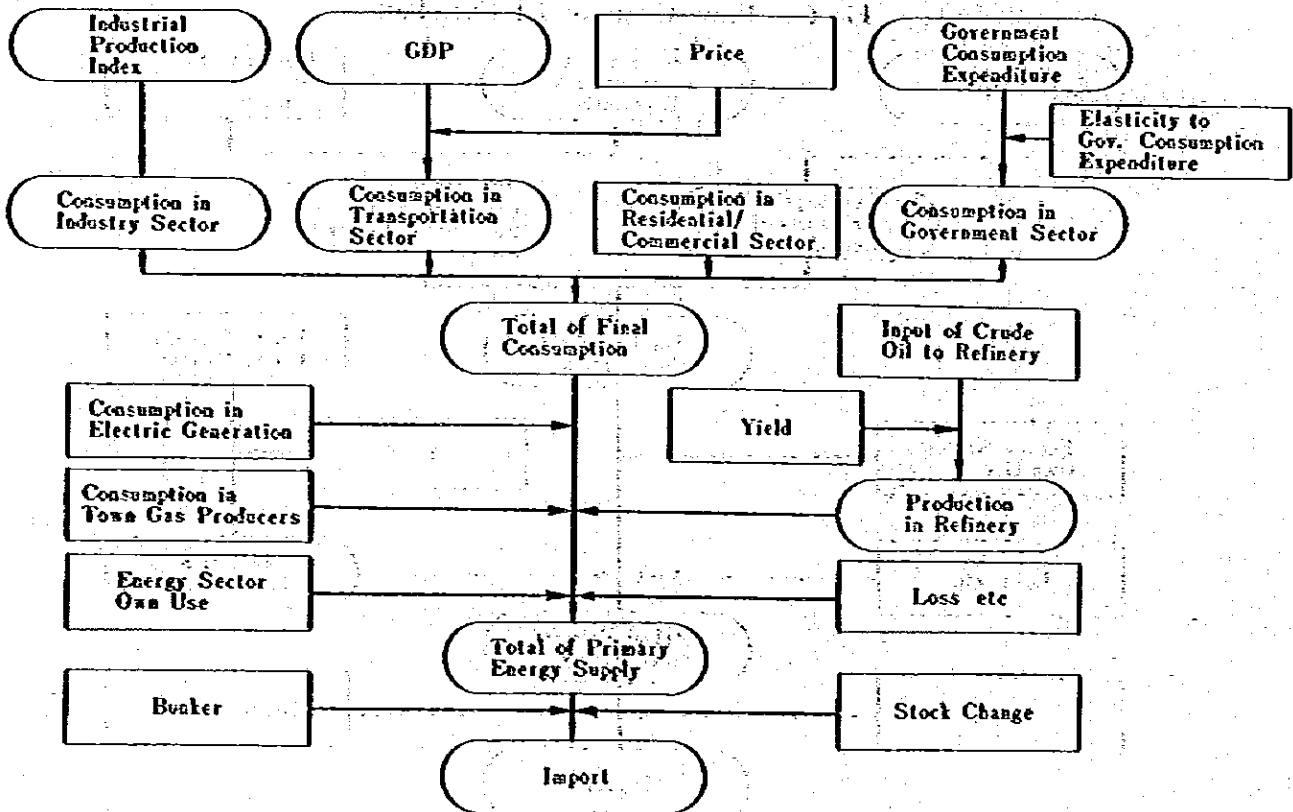 Industrial
Production
Index
GDP
Price
Government
Consumption
Expenditure
Elasticity to
Gov. Consumption
Expenditure
Consumption in
Industry Sector
Consumption in
Transportation
Sector
Consumption in
Residential/
Commercial Sector
Consumption in
Government Sector
Total of Final
Consumption
Input of Crude
Oil to Refinery
Consumption in
Electric Generation
Yield
Consumption in
Town Gas Producers
Production
in Refinery
Energy Sector
Own Use
Loss etc
Total of Primary
Energy Supply
Bunker
Stock Change
Import